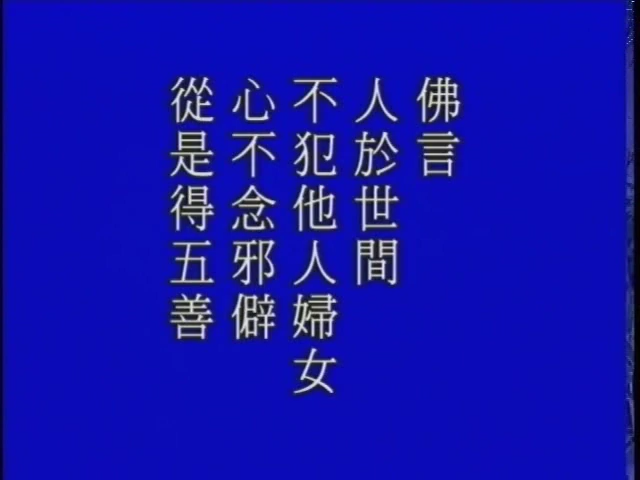 佛言
人於世間
不犯他人婦女
心不念邪僻
從是得五善